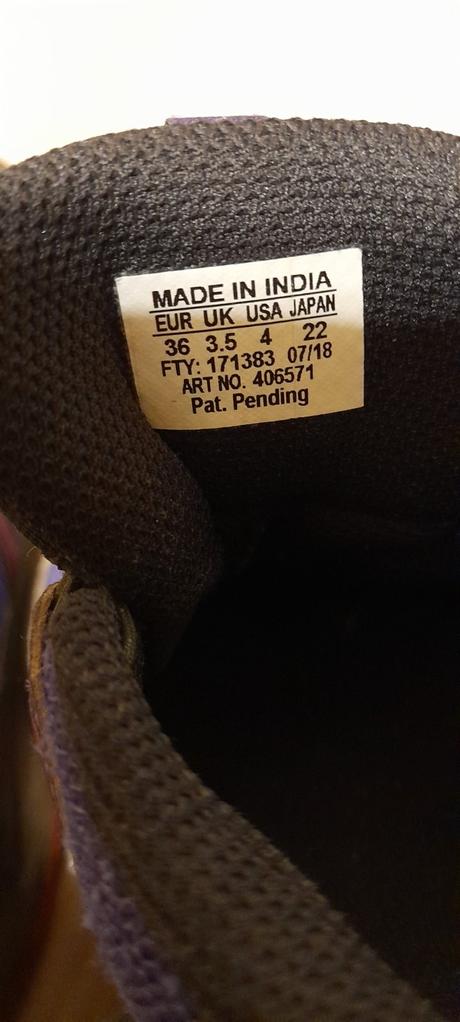 MADE IN INDIA
EUR UK USA JAPAN
36 3.5 4 22
FTY: 171383 07/18
ART NO. 406571
Pat. Pending